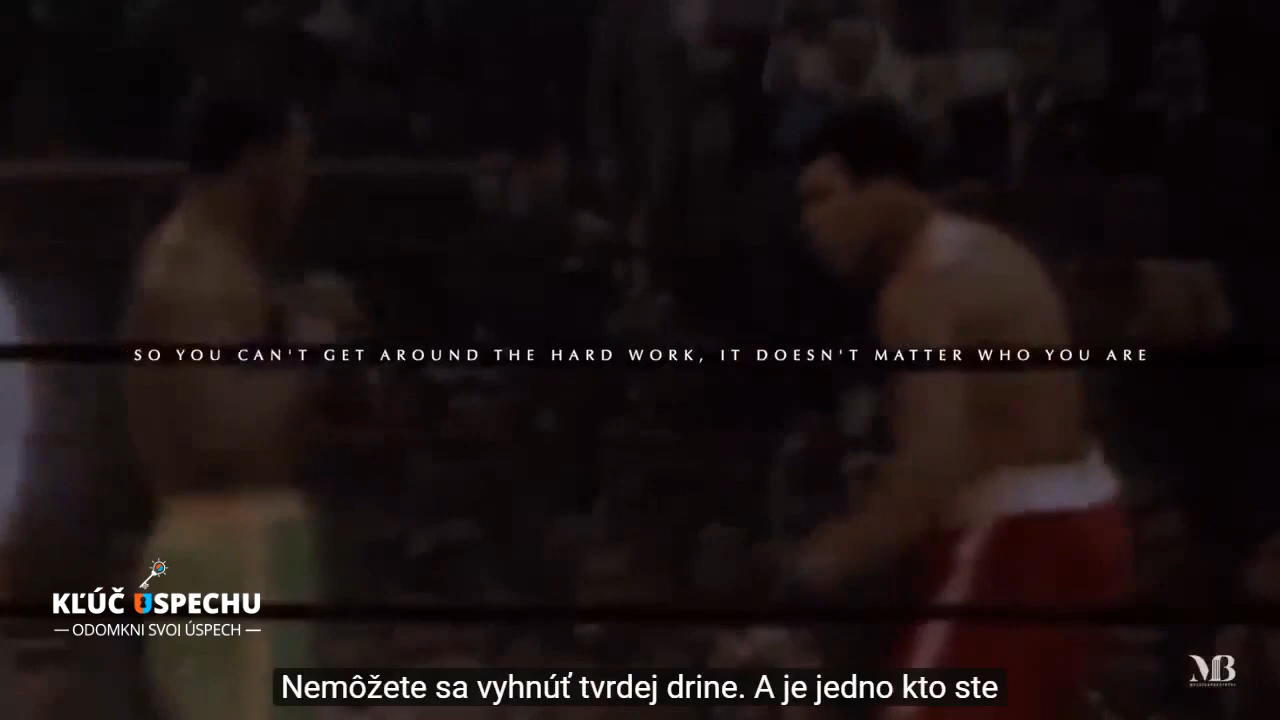 SO YOU CAN'T GET AROUND THE HARD WORK, IT DOESN'T MATTER WHO YOU ARE
KĽÚČ ÚSPECHU
— ODOMKNI SVOJ ÚSPECH —
MB
Nemôžete sa vyhnúť tvrdej drine. A je jedno kto ste